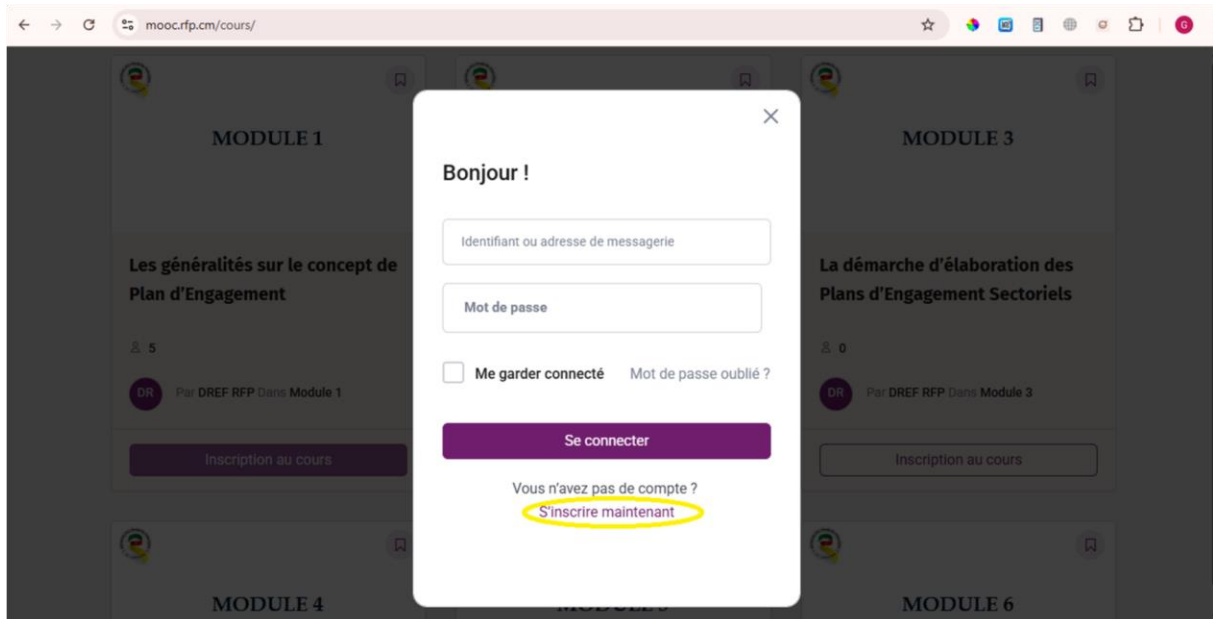 mooc.rfp.cm/cours/
G
MODULE 1
MODULE 3
Les généralités sur le concept de
Plan d'Engagement
5
DR Par DREF RFP Dans Module 1
Inscription au cours
La démarche d'élaboration des
Plans d'Engagement Sectoriels
0
DR Par DREF RFP Dans Module 3
Inscription au cours
Bonjour !
Identifiant ou adresse de messagerie
Mot de passe
Me garder connecté Mot de passe oublié ?
Se connecter
Vous n'avez pas de compte ?
S'inscrire maintenant
MODULE 4
MODULE 6